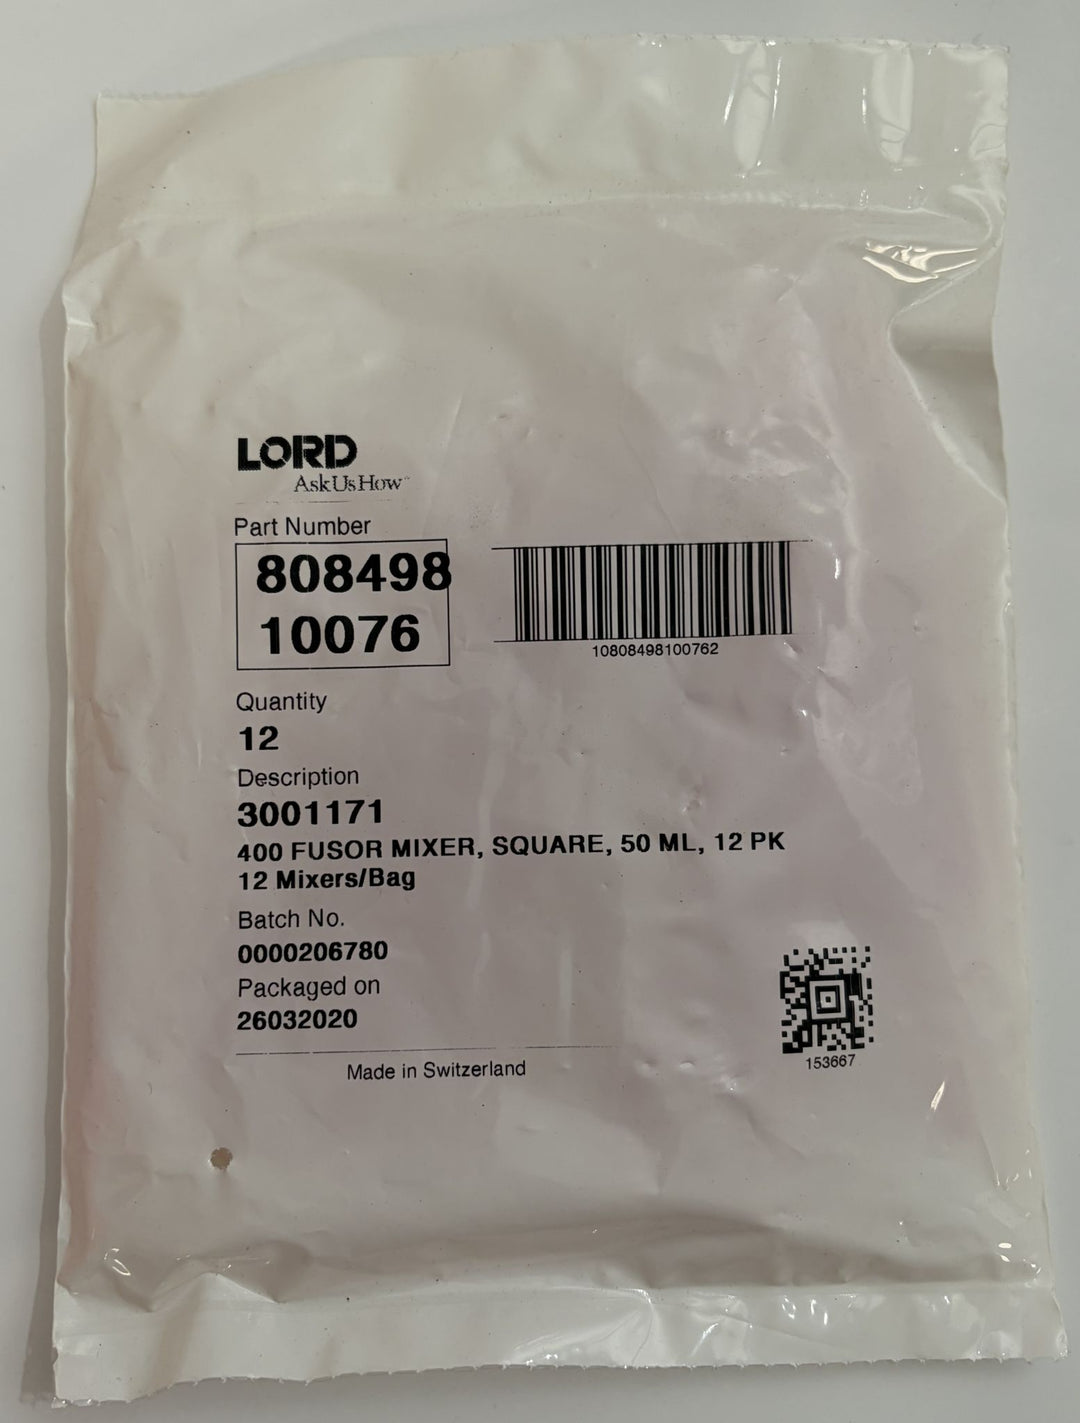 LORD
AskUsHow™
Part Number
808498
10076
10808498100762
Quantity
12
Description
3001171
400 FUSOR MIXER, SQUARE, 50 ML, 12 PK
12 Mixers/Bag
Batch No.
0000206780
Packaged on
26032020
153667
Made in Switzerland